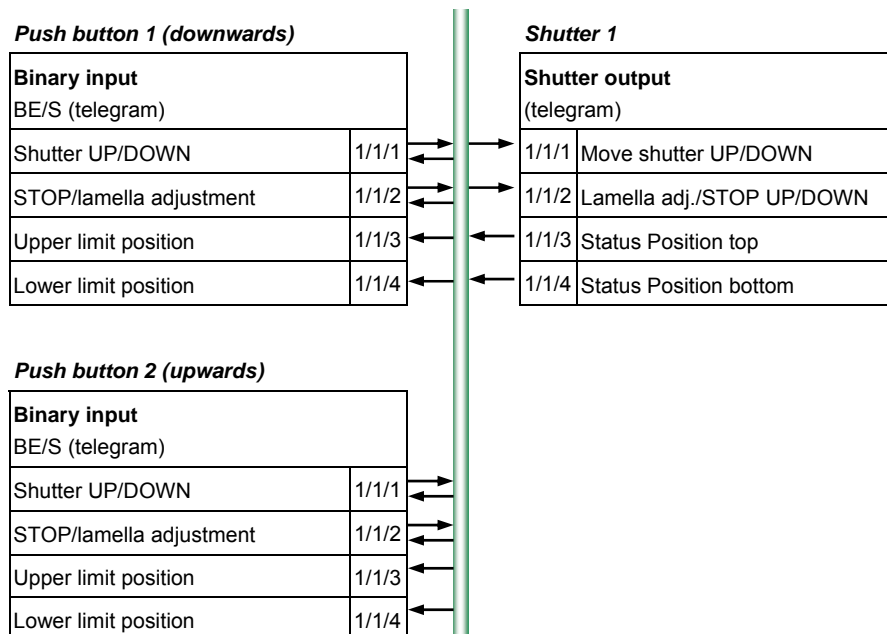 Push button 1 (downwards)
Binary input
BE/S (telegram)
Shutter UP/DOWN 1/1/1
STOP/lamella adjustment 1/1/2
Upper limit position 1/1/3
Lower limit position 1/1/4
Shutter 1
Shutter output
(telegram)
1/1/1 Move shutter UP/DOWN
1/1/2 Lamella adj./STOP UP/DOWN
1/1/3 Status Position top
1/1/4 Status Position bottom
Push button 2 (upwards)
Binary input
BE/S (telegram)
Shutter UP/DOWN 1/1/1
STOP/lamella adjustment 1/1/2
Upper limit position 1/1/3
Lower limit position 1/1/4